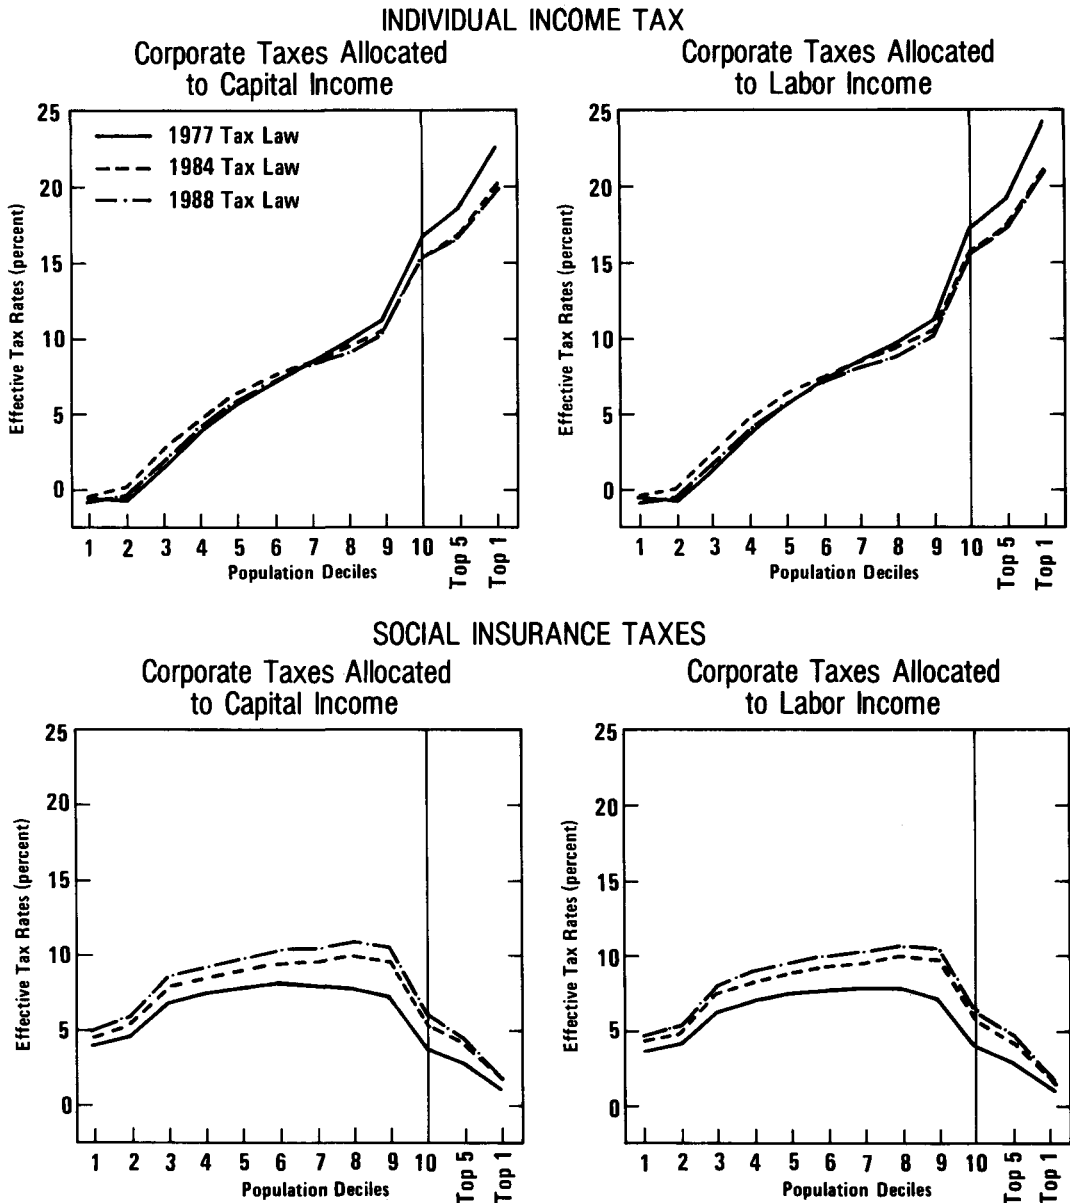 INDIVIDUAL INCOME TAX
Corporate Taxes Allocated
to Capital Income
25
20
15
10
5
0
Effective Tax Rates (percent)
1977 Tax Law
1984 Tax Law
1988 Tax Law
1 2 3 4 5 6 7 8 9 10 Top 5 Top 1
Population Deciles
Corporate Taxes Allocated
to Labor Income
25
20
15
10
5
0
Effective Tax Rates (percent)
1 2 3 4 5 6 7 8 9 10 Top 5 Top 1
Population Deciles
SOCIAL INSURANCE TAXES
Corporate Taxes Allocated
to Capital Income
25
20
15
10
5
0
Effective Tax Rates (percent)
1 2 3 4 5 6 7 8 9 10 Top 5 Top 1
Population Deciles
Corporate Taxes Allocated
to Labor Income
25
20
15
10
5
0
Effective Tax Rates (percent)
1 2 3 4 5 6 7 8 9 10 Top 5 Top 1
Population Deciles